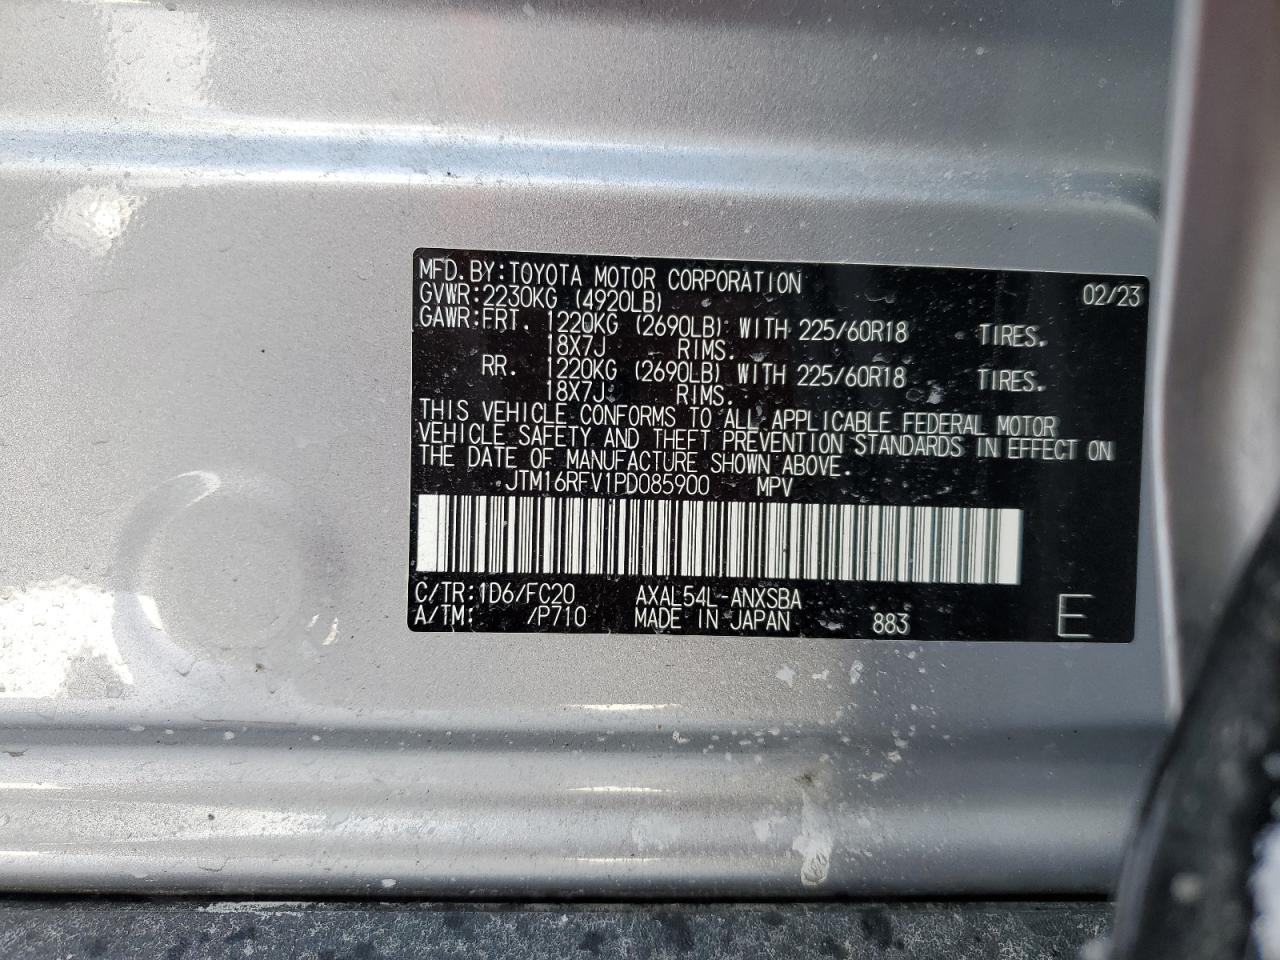 MFD.BY:TOYOTA MOTOR CORPORATION 02/23
GVWR:2230KG (4920LB)
GAWR:FRT. 1220KG (2690LB) WITH 225/60R18 TIRES.
18X7J RIMS.
RR. 1220KG (2690LB) WITH 225/60R18 TIRES.
18X7J RIMS.
THIS VEHICLE CONFORMS TO ALL APPLICABLE FEDERAL MOTOR
VEHICLE SAFETY AND THEFT PREVENTION STANDARDS IN EFFECT ON
THE DATE OF MANUFACTURE SHOWN ABOVE.
JTM16RFV1PD085900 MPV
C/TR:1D6/FC20 AXAL54L-ANXSBA
A/TM: /P710 MADE IN JAPAN 883 E